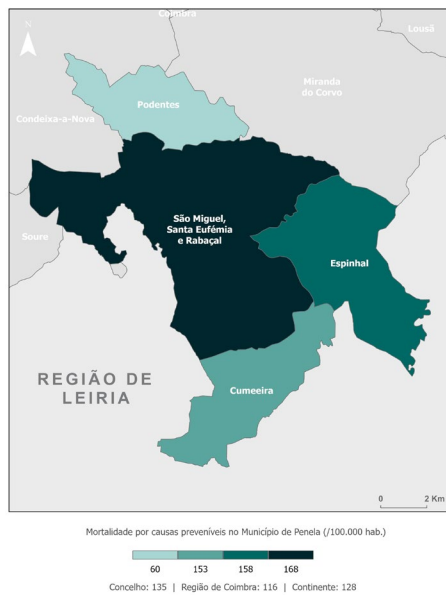 Coimbra
N
Lousã
Miranda
do Corvo
Podentes
Condeixa-a-Nova
São Miguel,
Santa Eufémia
e Rabaçal
Soure
Espinhal
REGIÃO DE
LEIRIA
Cumeeira
0 2 Km
Mortalidade por causas preveníveis no Município de Penela (/100.000 hab.)
60 153 158 168
Concelho: 135 | Região de Coimbra: 116 | Continente: 128